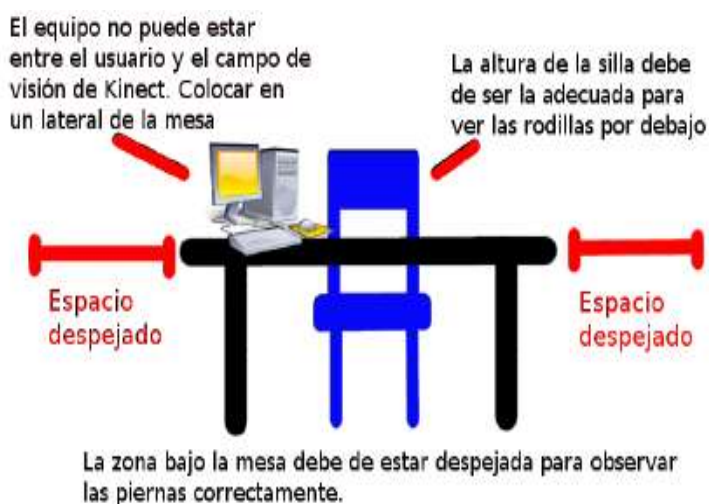 El equipo no puede estar
entre el usuario y el campo de
visión de Kinect. Colocar en
un lateral de la mesa
La altura de la silla debe
de ser la adecuada para
ver las rodillas por debajo
Espacio
despejado
Espacio
despejado
La zona bajo la mesa debe de estar despejada para observar
las piernas correctamente.